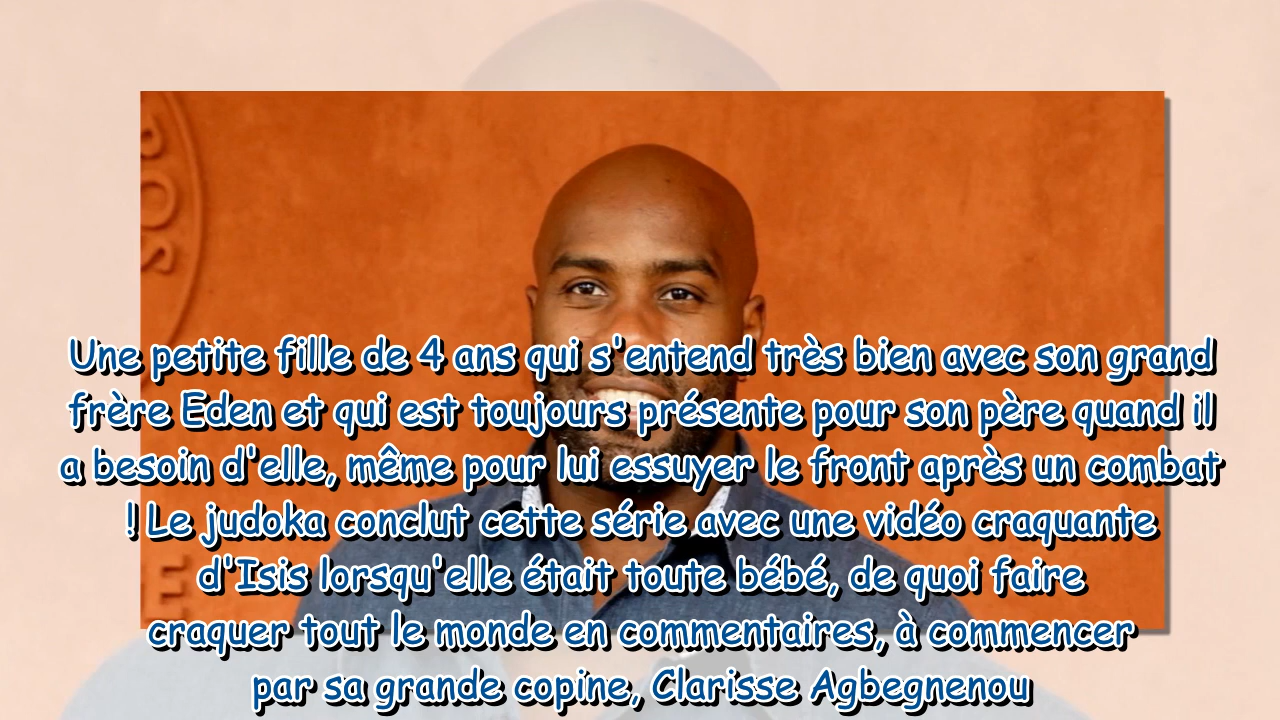 Une petite fille de 4 ans qui s'entend très bien avec son grand
frère Eden et qui est toujours présente pour son père quand il
a besoin d'elle, même pour lui essuyer le front après un combat
! Le judoka conclut cette série avec une vidéo craquante
d'Isis lorsqu'elle était toute bébé, de quoi faire
craquer tout le monde en commentaires, à commencer
par sa grande copine, Clarisse Agbegnenou